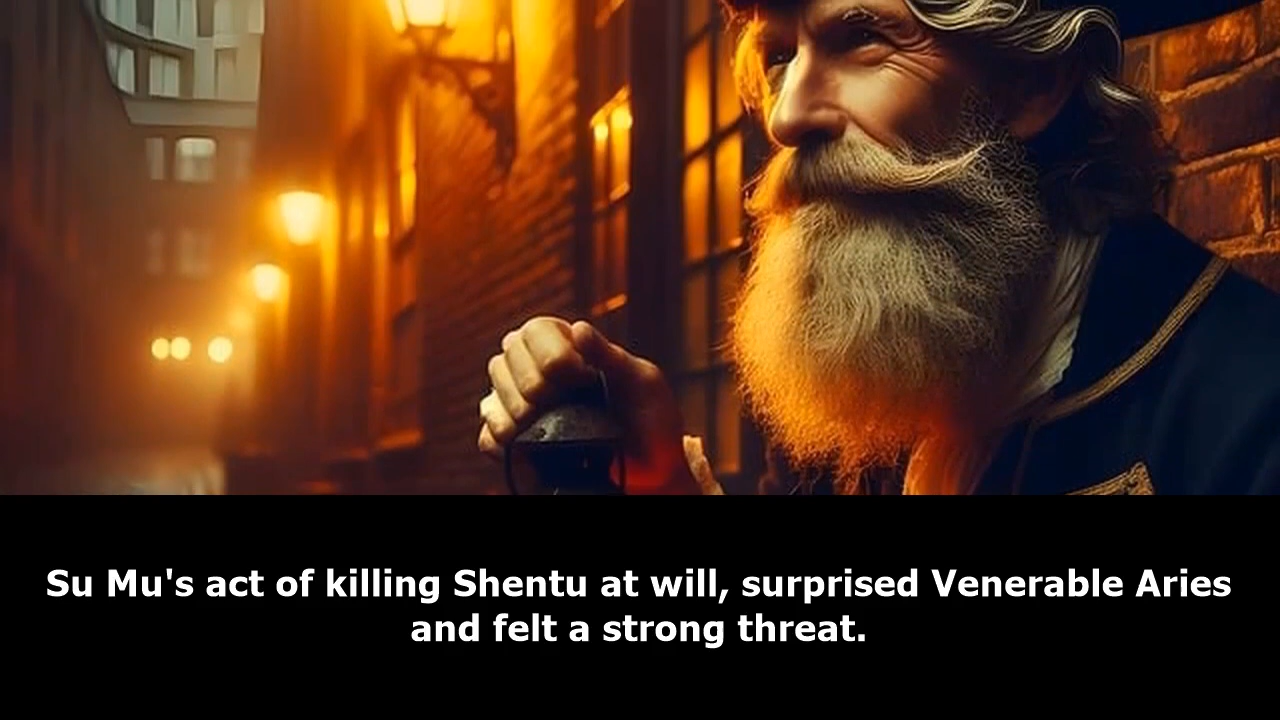 Su Mu's act of killing Shentu at will, surprised Venerable Aries
and felt a strong threat.